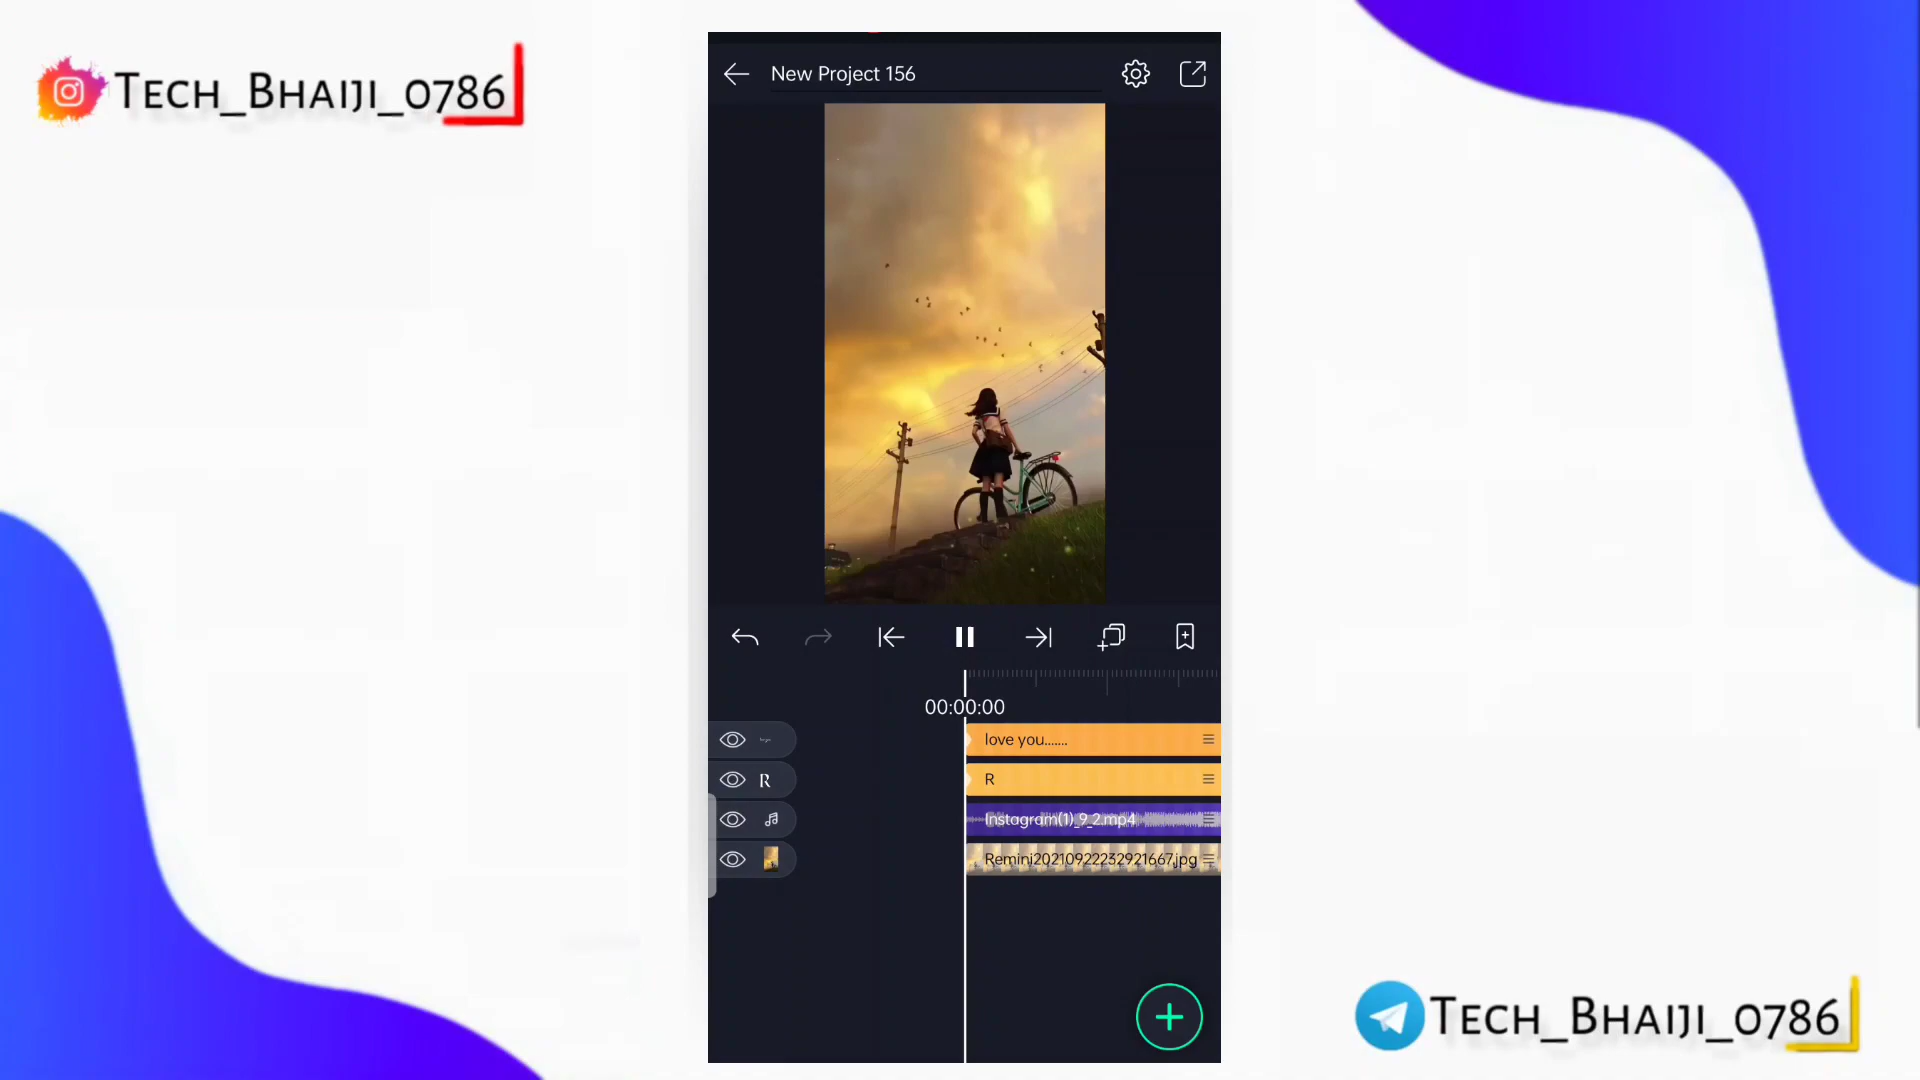 TECH_BHAIJI_0786
New Project 156
00:00:00
love you.......
R
R
Instagram(1)_9_2.mp4
Remini20210922232921667.jpg
TECH_BHAIJI_0786